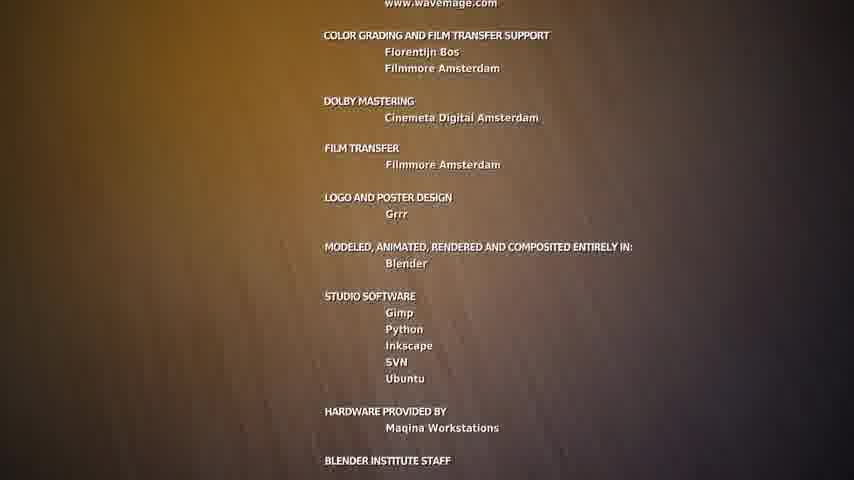 www.wavemage.com
COLOR GRADING AND FILM TRANSFER SUPPORT
Florentijn Bos
Filmmore Amsterdam
DOLBY MASTERING
Cinemeta Digital Amsterdam
FILM TRANSFER
Filmmore Amsterdam
LOGO AND POSTER DESIGN
Grrr
MODELED, ANIMATED, RENDERED AND COMPOSITED ENTIRELY IN:
Blender
STUDIO SOFTWARE
Gimp
Python
Inkscape
SVN
Ubuntu
HARDWARE PROVIDED BY
Maqina Workstations
BLENDER INSTITUTE STAFF